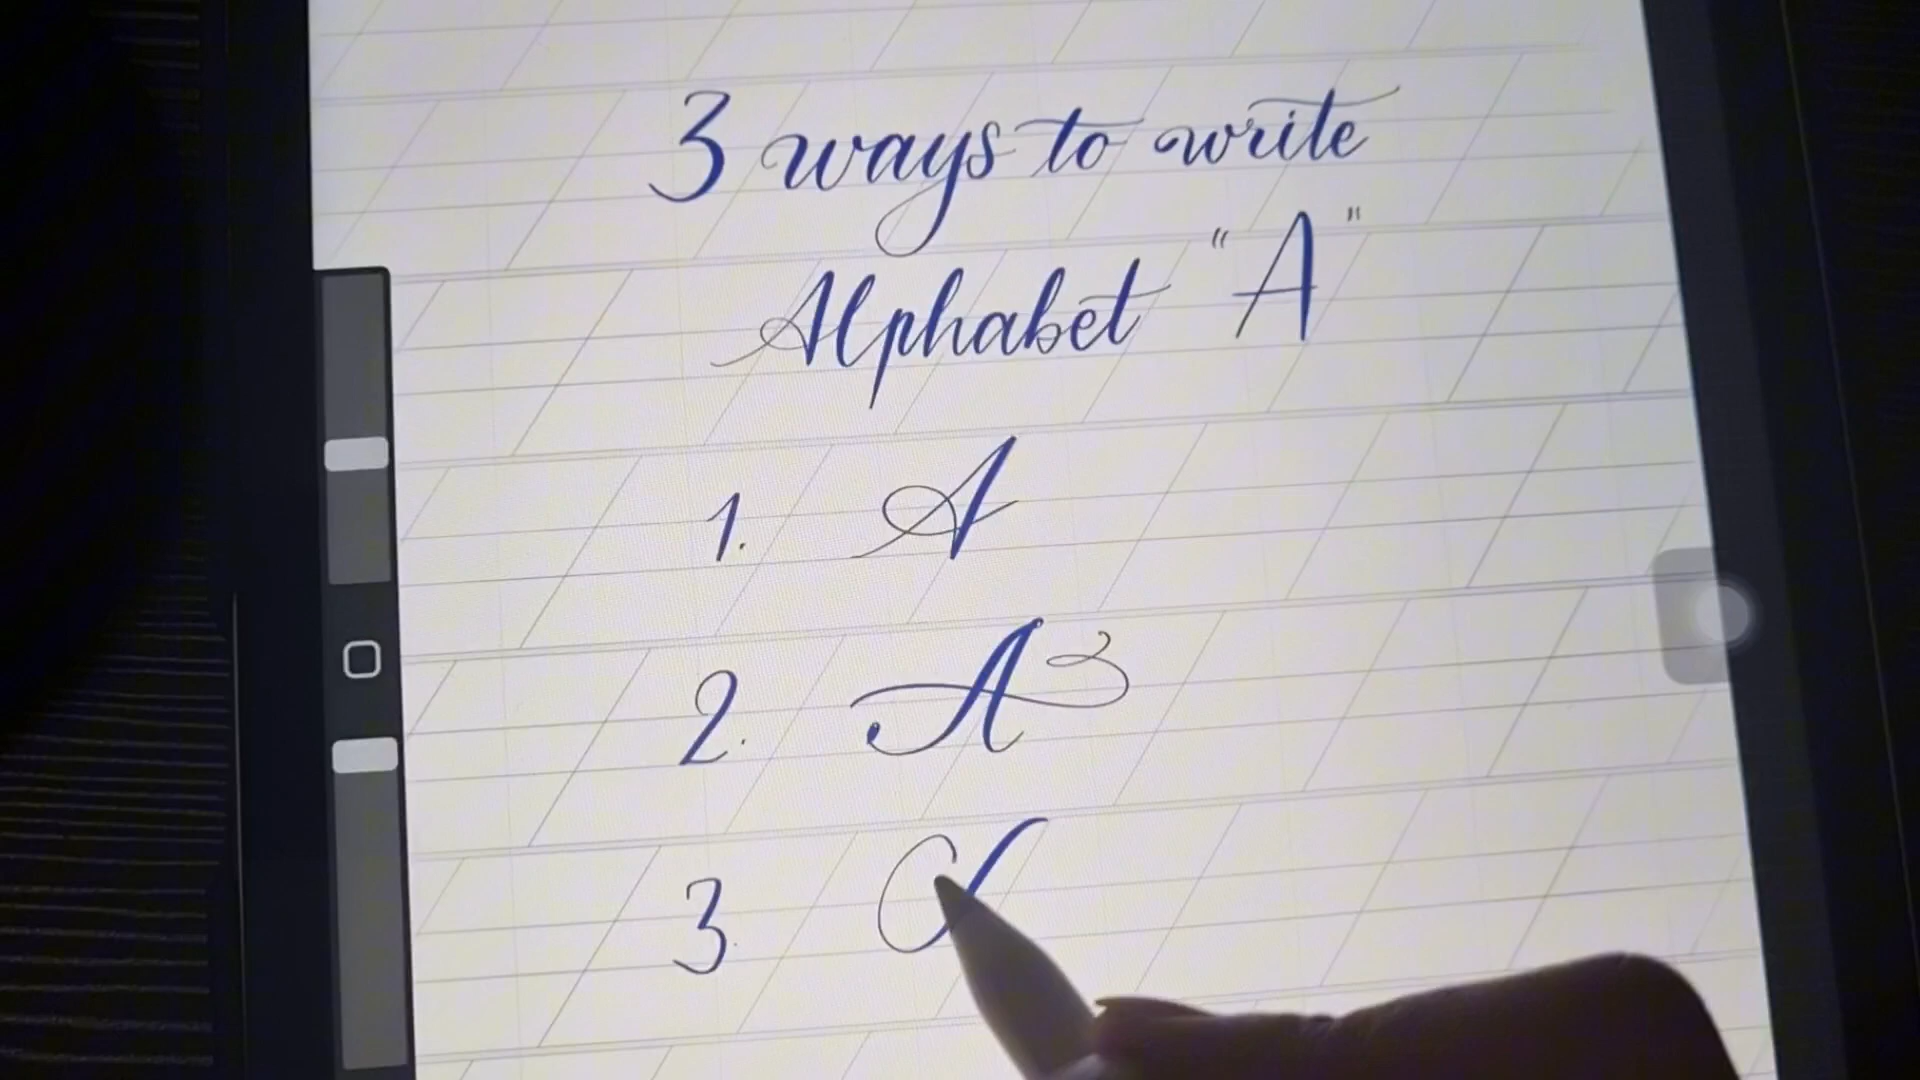 3 ways to write
Alphabet "A"
1. A
2. A
3.